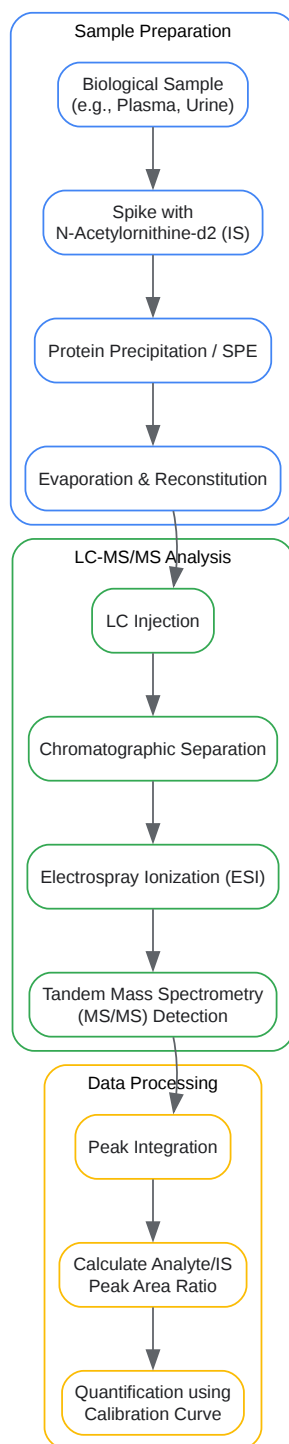 Sample Preparation
Biological Sample
(e.g., Plasma, Urine)
Spike with
N-Acetylornithine-d2 (IS)
Protein Precipitation / SPE
Evaporation & Reconstitution
LC-MS/MS Analysis
LC Injection
Chromatographic Separation
Electrospray Ionization (ESI)
Tandem Mass Spectrometry
(MS/MS) Detection
Data Processing
Peak Integration
Calculate Analyte/IS
Peak Area Ratio
Quantification using
Calibration Curve